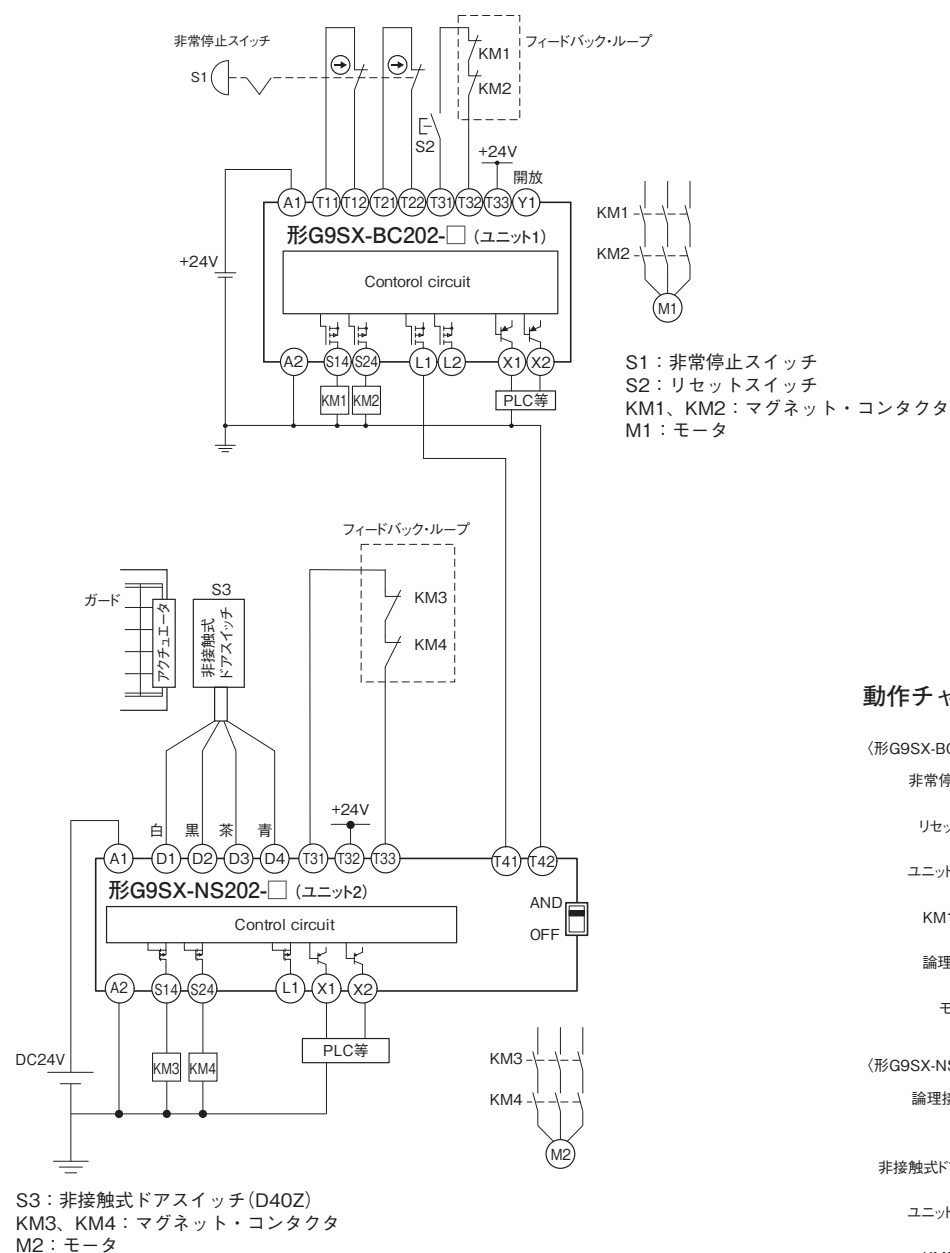 非常停止スイッチ
S1
KM1
KM2
フィードバック・ループ
S2
+24V
開放
A1 T11 T12 T21 T22 T31 T32 T33 Y1
形G9SX-BC202-□ (ユニット1)
+24V
Contorol circuit
A2 S14 S24 L1 L2 X1 X2
KM1 KM2 PLC等
KM1
KM2
M1
S1：非常停止スイッチ
S2：リセットスイッチ
KM1、KM2：マグネット・コンタクタ
M1：モータ
フィードバック・ループ
ガード
アクチュエータ
S3
非接触式
ドアスイッチ
KM3
KM4
+24V
白 黒 茶 青
A1 D1 D2 D3 D4 T31 T32 T33 T41 T42
形G9SX-NS202-□ (ユニット2)
Control circuit
AND
OFF
A2 S14 S24 L1 X1 X2
DC24V
KM3 KM4 PLC等
KM3
KM4
M2
S3：非接触式ドアスイッチ(D40Z)
KM3、KM4：マグネット・コンタクタ
M2：モータ
動作チャ
〈形G9SX-BC
非常停
リセッ
ユニット
KM1
論理
モ
〈形G9SX-NS
論理接
非接触式ド
ユニット